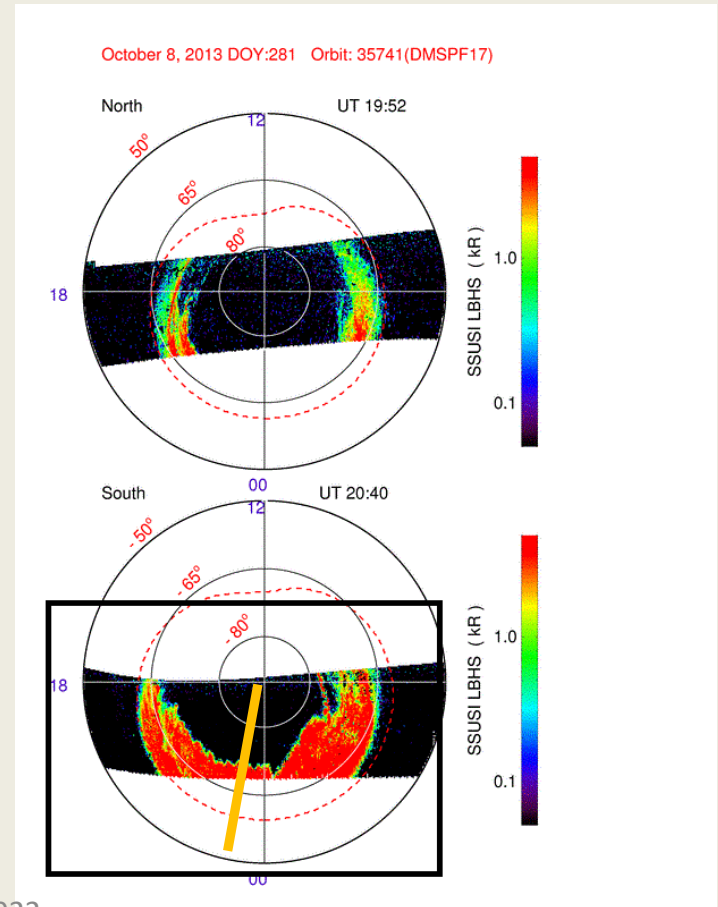 October 8, 2013 DOY:281 Orbit: 35741(DMSPF17)
North
UT 19:52
12
50°
65°
80°
18
00
1.0
0.1
SSUSI LBHS ( kR )
South
UT 20:40
12
- 50°
- 65°
- 80°
18
00
1.0
0.1
SSUSI LBHS ( kR )